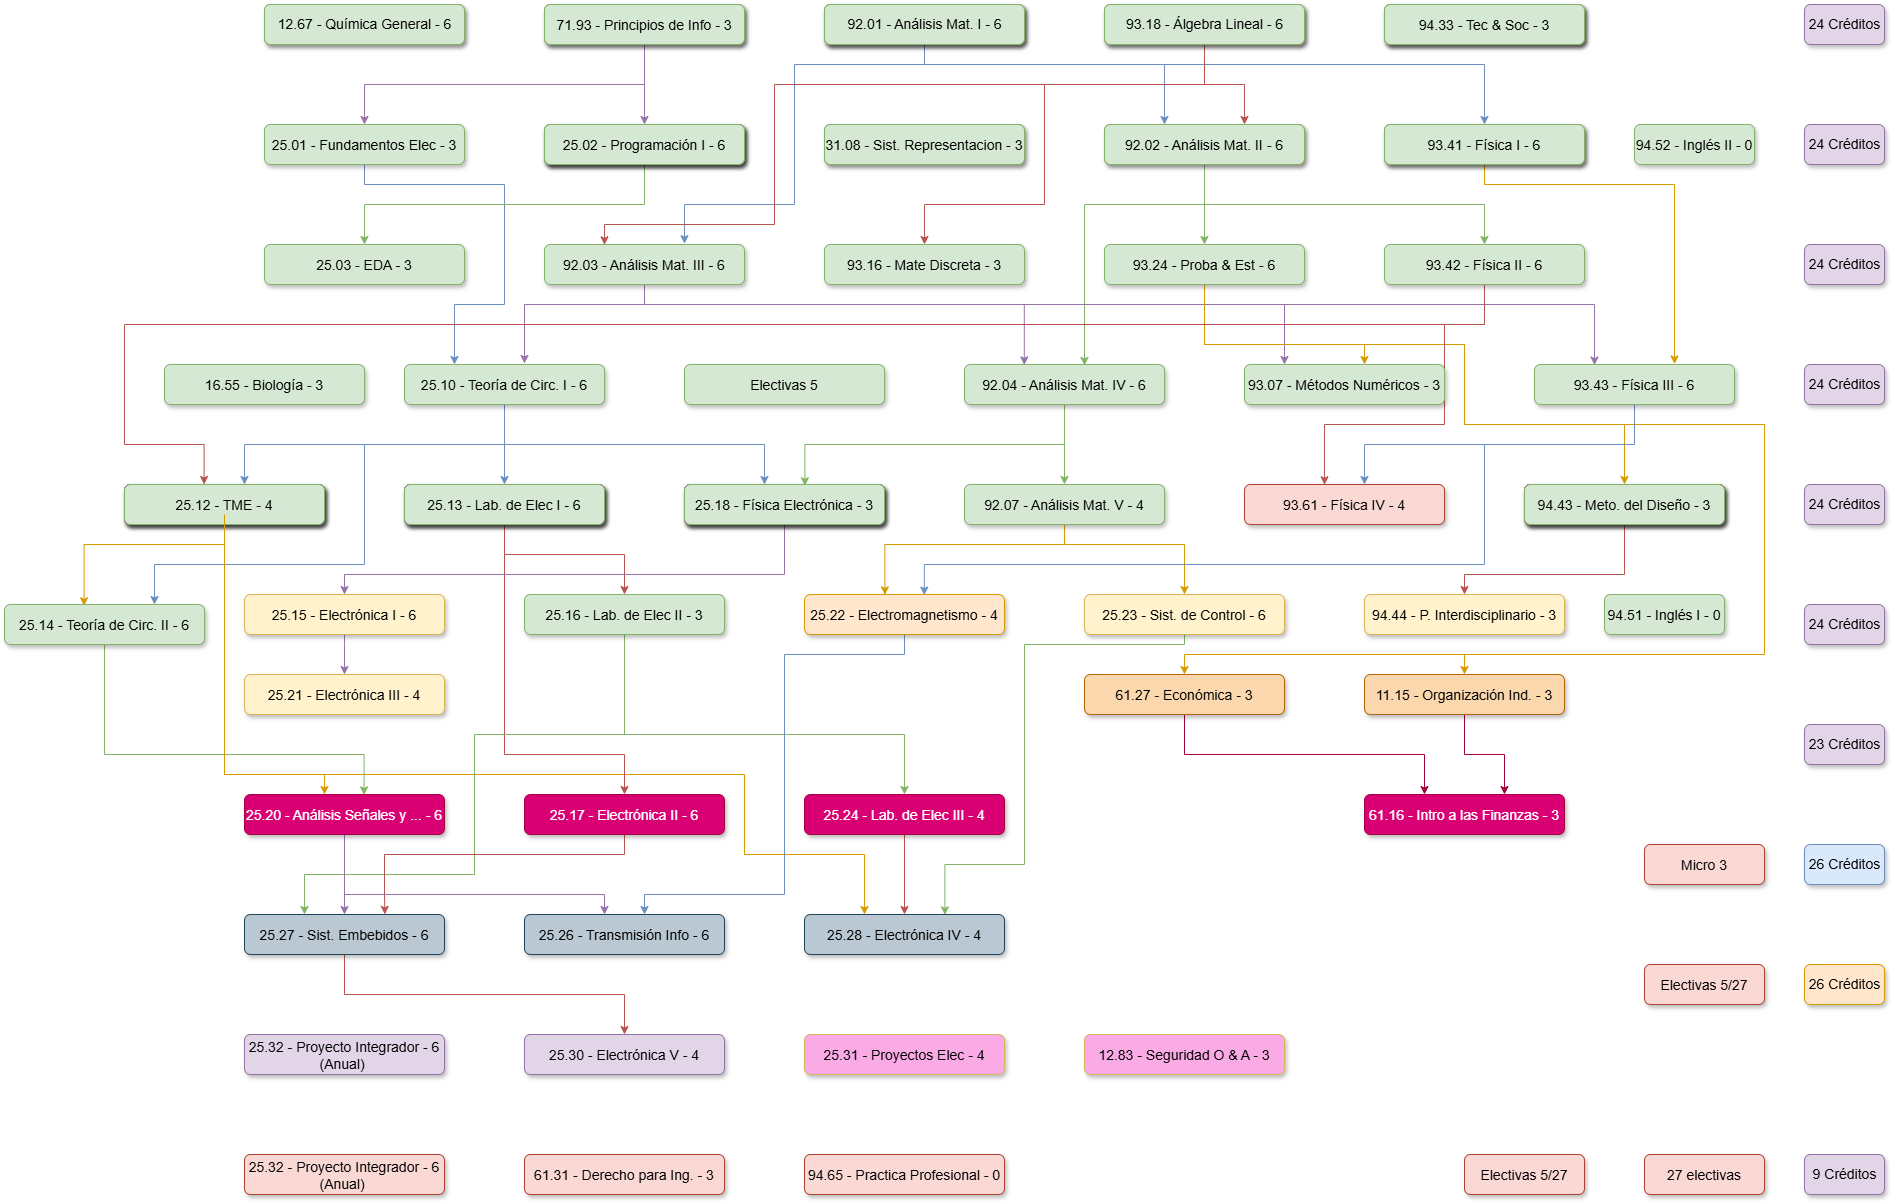 12.67 - Química General - 6
71.93 - Principios de Info - 3
92.01 - Análisis Mat. I - 6
93.18 - Álgebra Lineal - 6
94.33 - Tec & Soc - 3
24 Créditos
25.01 - Fundamentos Elec - 3
25.02 - Programación I - 6
31.08 - Sist. Representacion - 3
92.02 - Análisis Mat. II - 6
93.41 - Física I - 6
94.52 - Inglés II - 0
24 Créditos
25.03 - EDA - 3
92.03 - Análisis Mat. III - 6
93.16 - Mate Discreta - 3
93.24 - Proba & Est - 6
93.42 - Física II - 6
24 Créditos
16.55 - Biología - 3
25.10 - Teoría de Circ. I - 6
Electivas 5
92.04 - Análisis Mat. IV - 6
93.07 - Métodos Numéricos - 3
93.43 - Física III - 6
24 Créditos
25.12 - TME - 4
25.13 - Lab. de Elec I - 6
25.18 - Física Electrónica - 3
92.07 - Análisis Mat. V - 4
93.61 - Física IV - 4
94.43 - Meto. del Diseño - 3
24 Créditos
25.14 - Teoría de Circ. II - 6
25.15 - Electrónica I - 6
25.16 - Lab. de Elec II - 3
25.22 - Electromagnetismo - 4
25.23 - Sist. de Control - 6
94.44 - P. Interdisciplinario - 3
94.51 - Inglés I - 0
24 Créditos
25.21 - Electrónica III - 4
61.27 - Económica - 3
11.15 - Organización Ind. - 3
23 Créditos
25.20 - Análisis Señales y ... - 6
25.17 - Electrónica II - 6
25.24 - Lab. de Elec III - 4
61.16 - Intro a las Finanzas - 3
Micro 3
26 Créditos
25.27 - Sist. Embebidos - 6
25.26 - Transmisión Info - 6
25.28 - Electrónica IV - 4
Electivas 5/27
26 Créditos
25.32 - Proyecto Integrador - 6
(Anual)
25.30 - Electrónica V - 4
25.31 - Proyectos Elec - 4
12.83 - Seguridad O & A - 3
25.32 - Proyecto Integrador - 6
(Anual)
61.31 - Derecho para Ing. - 3
94.65 - Practica Profesional - 0
Electivas 5/27
27 electivas
9 Créditos